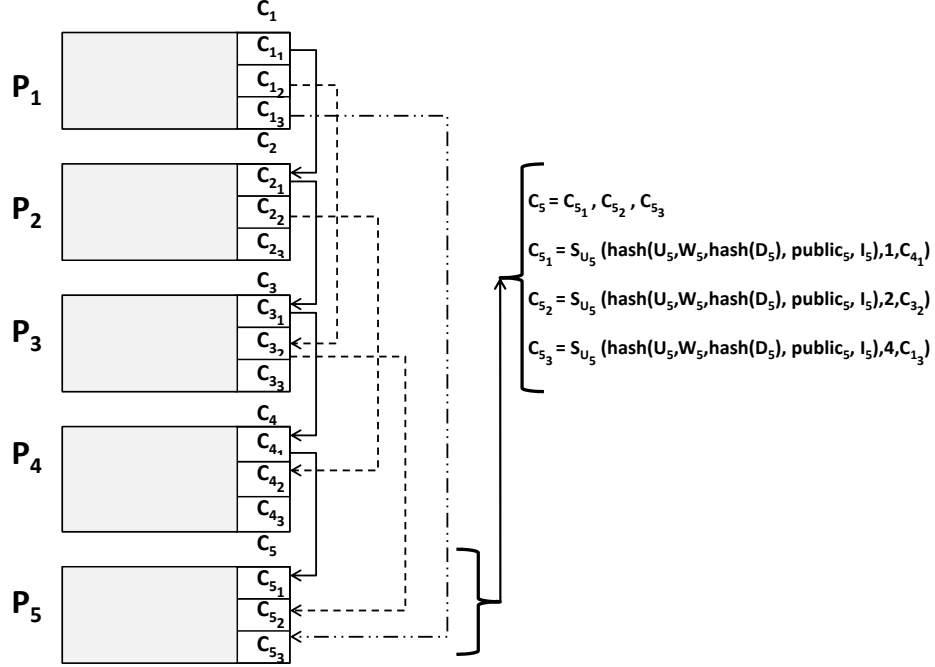 C1
P1
C11
C12
C13
C2
P2
C21
C22
C23
C3
P3
C31
C32
C33
C4
P4
C41
C42
C43
C5
P5
C51
C52
C53
C5 = C51 , C52 , C53
C51 = SU5 (hash(U5,W5,hash(D5), public5, I5),1,C41)
C52 = SU5 (hash(U5,W5,hash(D5), public5, I5),2,C32)
C53 = SU5 (hash(U5,W5,hash(D5), public5, I5),4,C13)